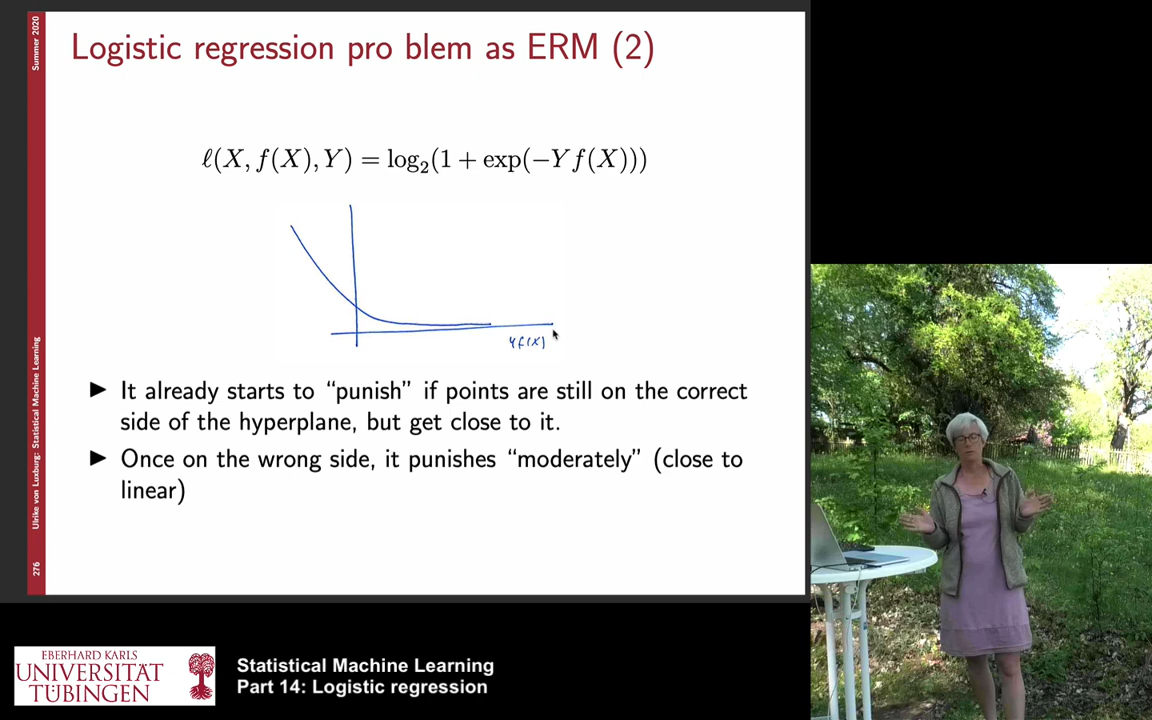 Summer 2020
Logistic regression pro blem as ERM (2)
ℓ(X, f(X), Y) = log₂(1 + exp(−Y f(X)))
Yf(X)
► It already starts to “punish” if points are still on the correct
side of the hyperplane, but get close to it.
► Once on the wrong side, it punishes “moderately” (close to
linear)
Ulrike von Luxburg: Statistical Machine Learning
276
EBERHARD KARLS
UNIVERSITÄT
TÜBINGEN
Statistical Machine Learning
Part 14: Logistic regression